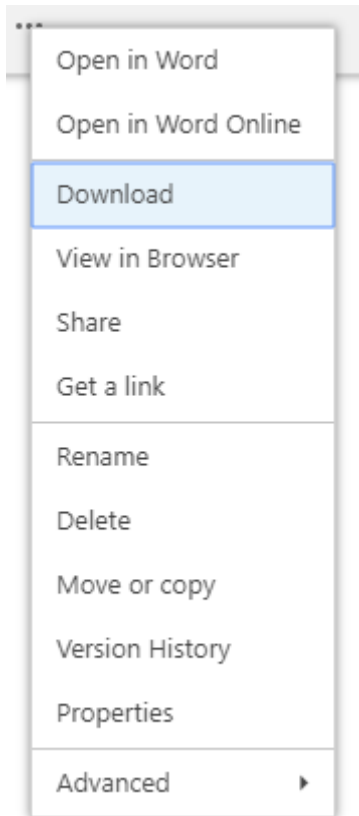 Open in Word
Open in Word Online
Download
View in Browser
Share
Get a link
Rename
Delete
Move or copy
Version History
Properties
Advanced